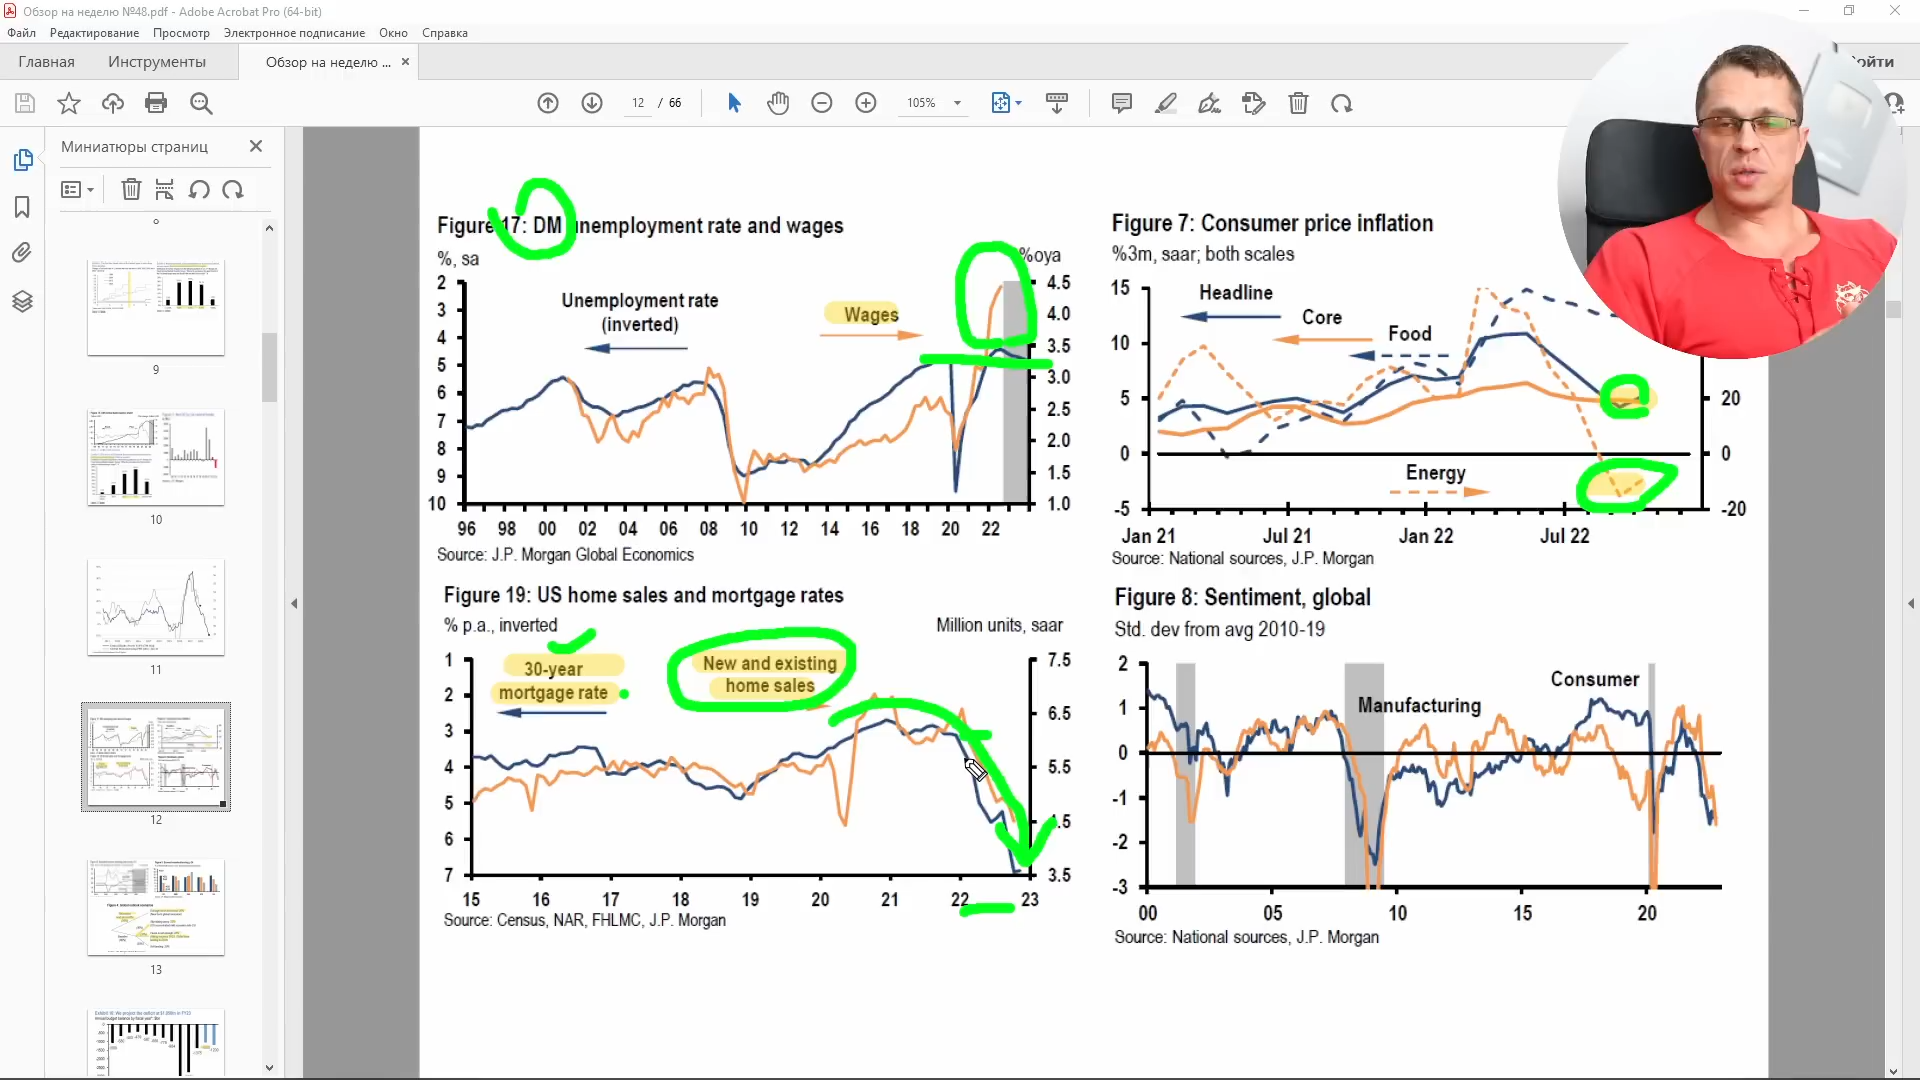 Обзор на неделю №48.pdf - Adobe Acrobat Pro (64-bit)
Файл Редактирование Просмотр Электронное подписание Окно Справка
Главная Инструменты Обзор на неделю ... × ойти
12 / 66 105%
Миниатюры страниц
9
10
11
12
13
Figure 17: DM unemployment rate and wages
%, sa %oya
Unemployment rate
(inverted)
Wages
2 3 4 5 6 7 8 9 10
4.5 4.0 3.5 3.0 2.5 2.0 1.5 1.0
96 98 00 02 04 06 08 10 12 14 16 18 20 22
Source: J.P. Morgan Global Economics
Figure 7: Consumer price inflation
%3m, saar; both scales
Headline
Core
Food
Energy
15 10 5 0 -5
20 0 -20
Jan 21 Jul 21 Jan 22 Jul 22
Source: National sources, J.P. Morgan
Figure 19: US home sales and mortgage rates
% p.a., inverted Million units, saar
30-year
mortgage rate
New and existing
home sales
1 2 3 4 5 6 7
7.5 6.5 5.5 .5 3.5
15 16 17 18 19 20 21 22 23
Source: Census, NAR, FHLMC, J.P. Morgan
Figure 8: Sentiment, global
Std. dev from avg 2010-19
Consumer
Manufacturing
2 1 0 -1 -2 -3
00 05 10 15 20
Source: National sources, J.P. Morgan